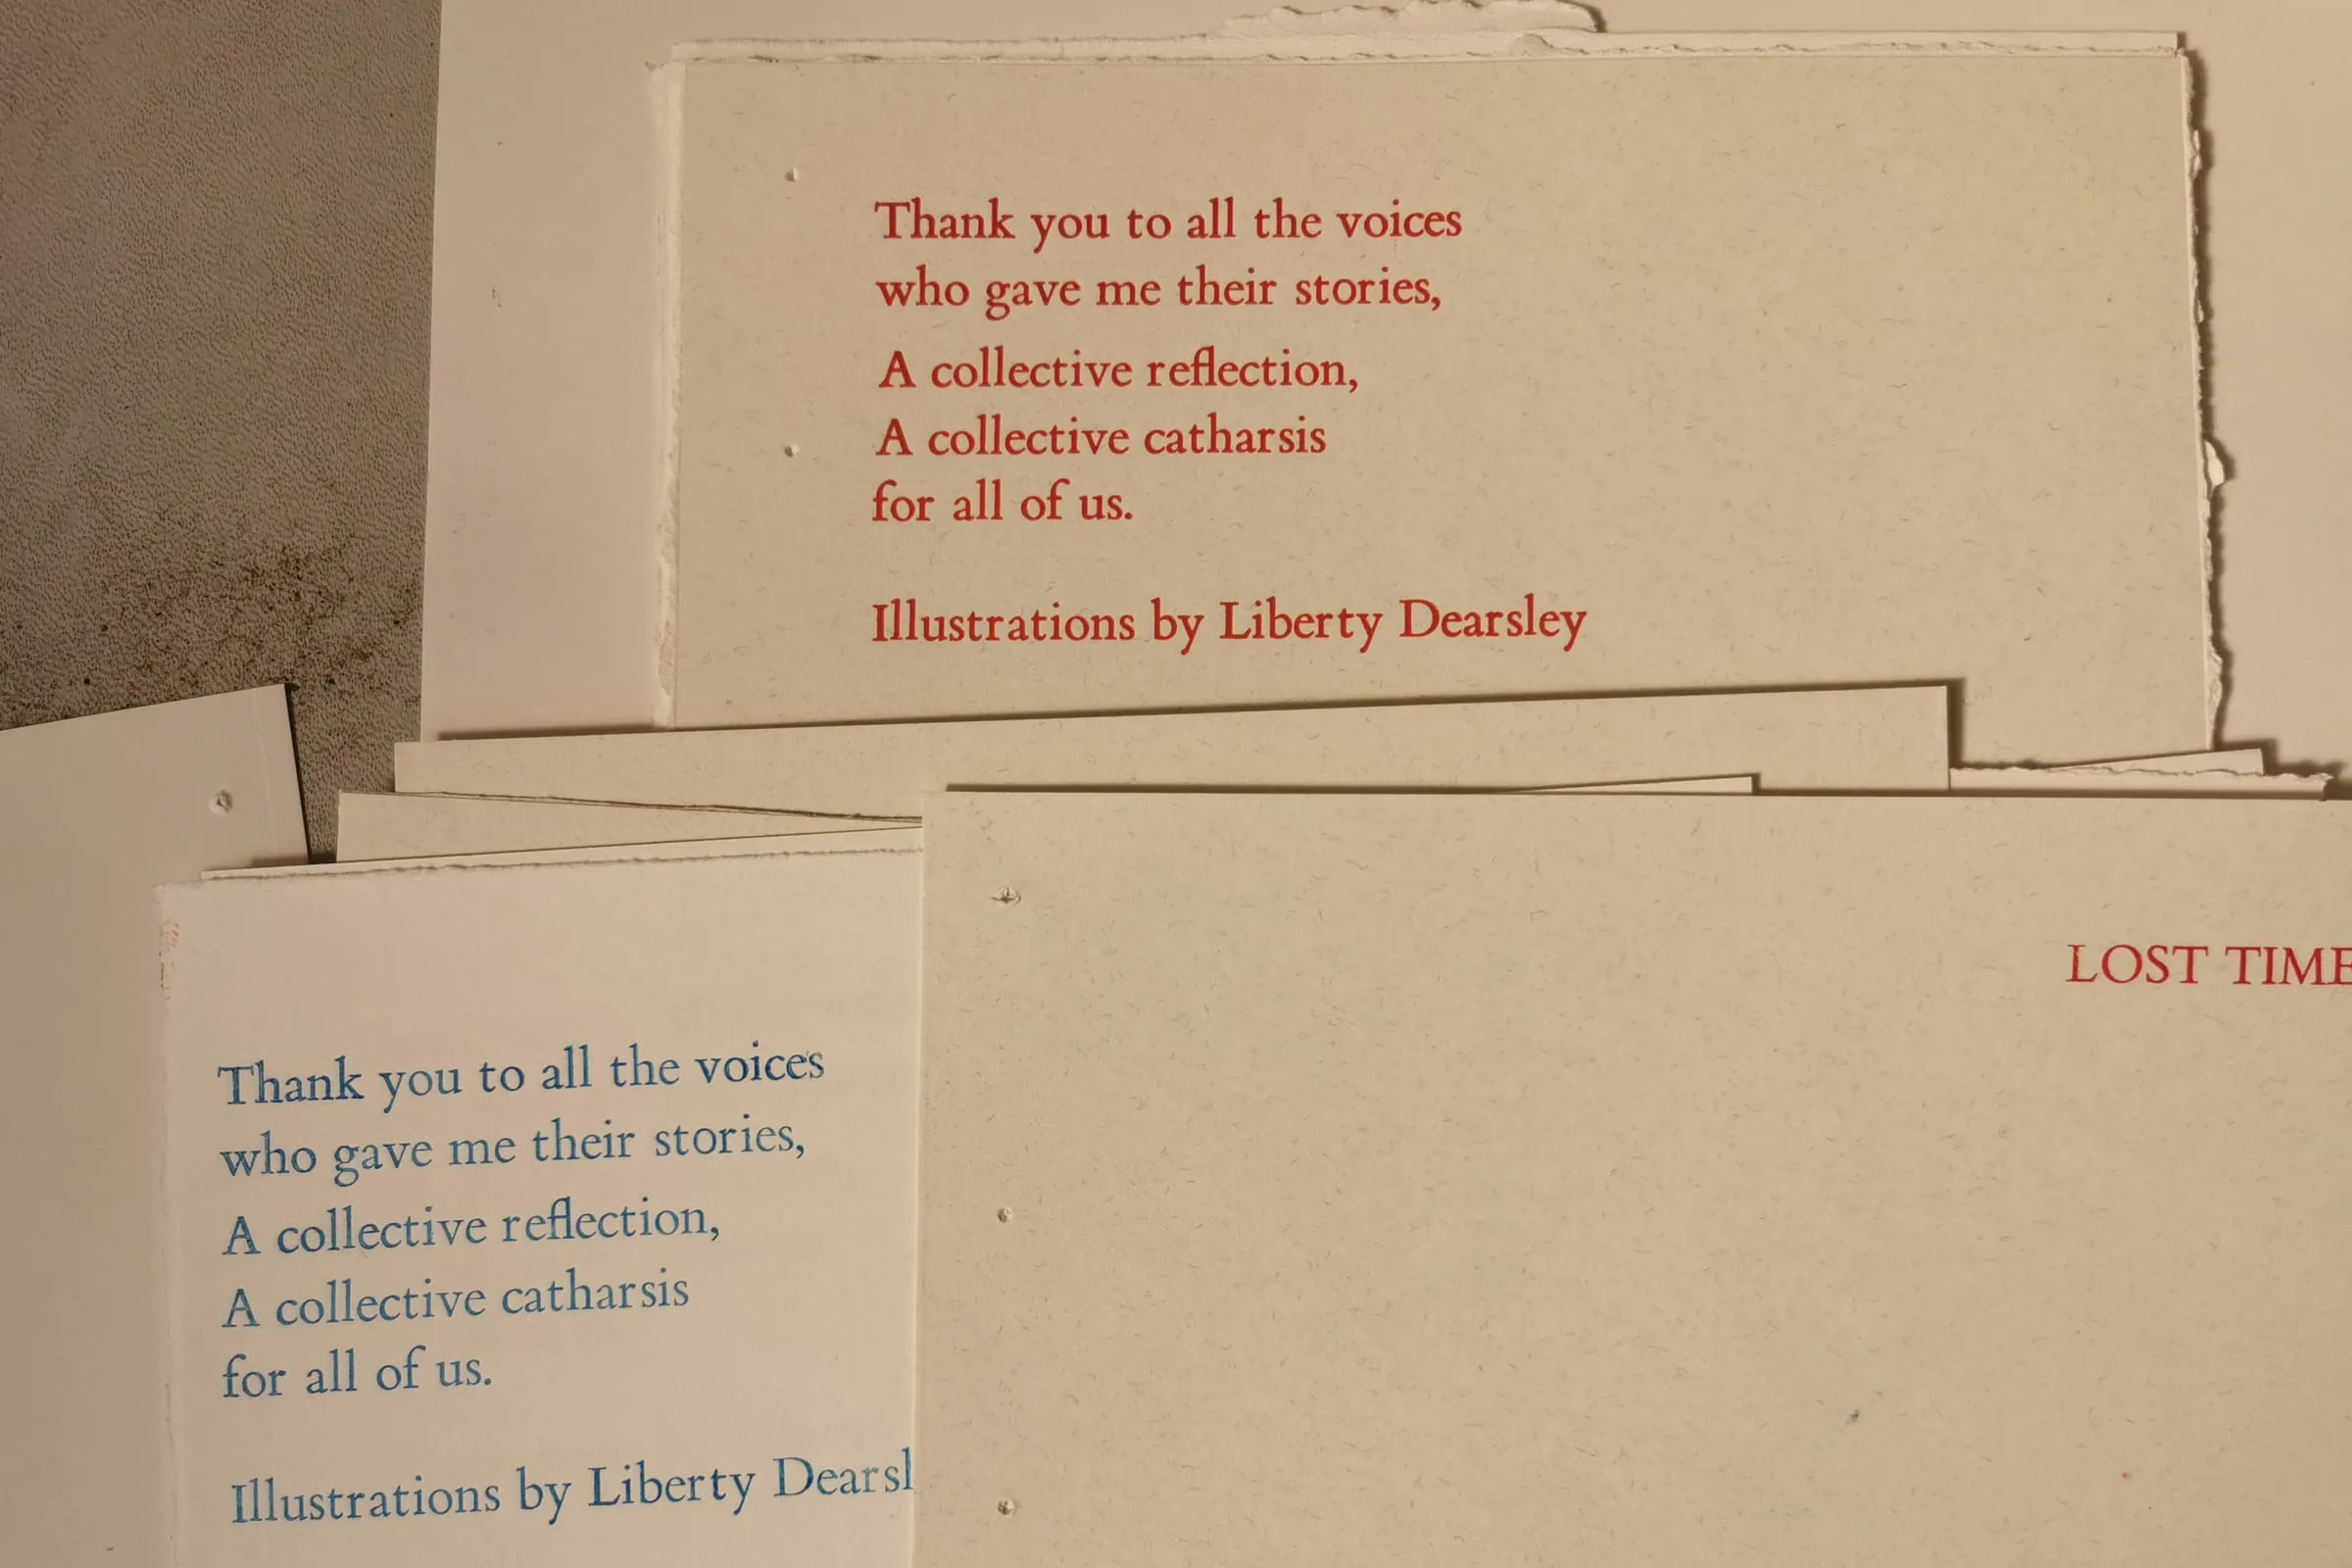 Thank you to all the voices
who gave me their stories,
A collective reflection,
A collective catharsis
for all of us.
Illustrations by Liberty Dearsley
LOST TIME
Thank you to all the voices
who gave me their stories,
A collective reflection,
A collective catharsis
for all of us.
Illustrations by Liberty Dearsl